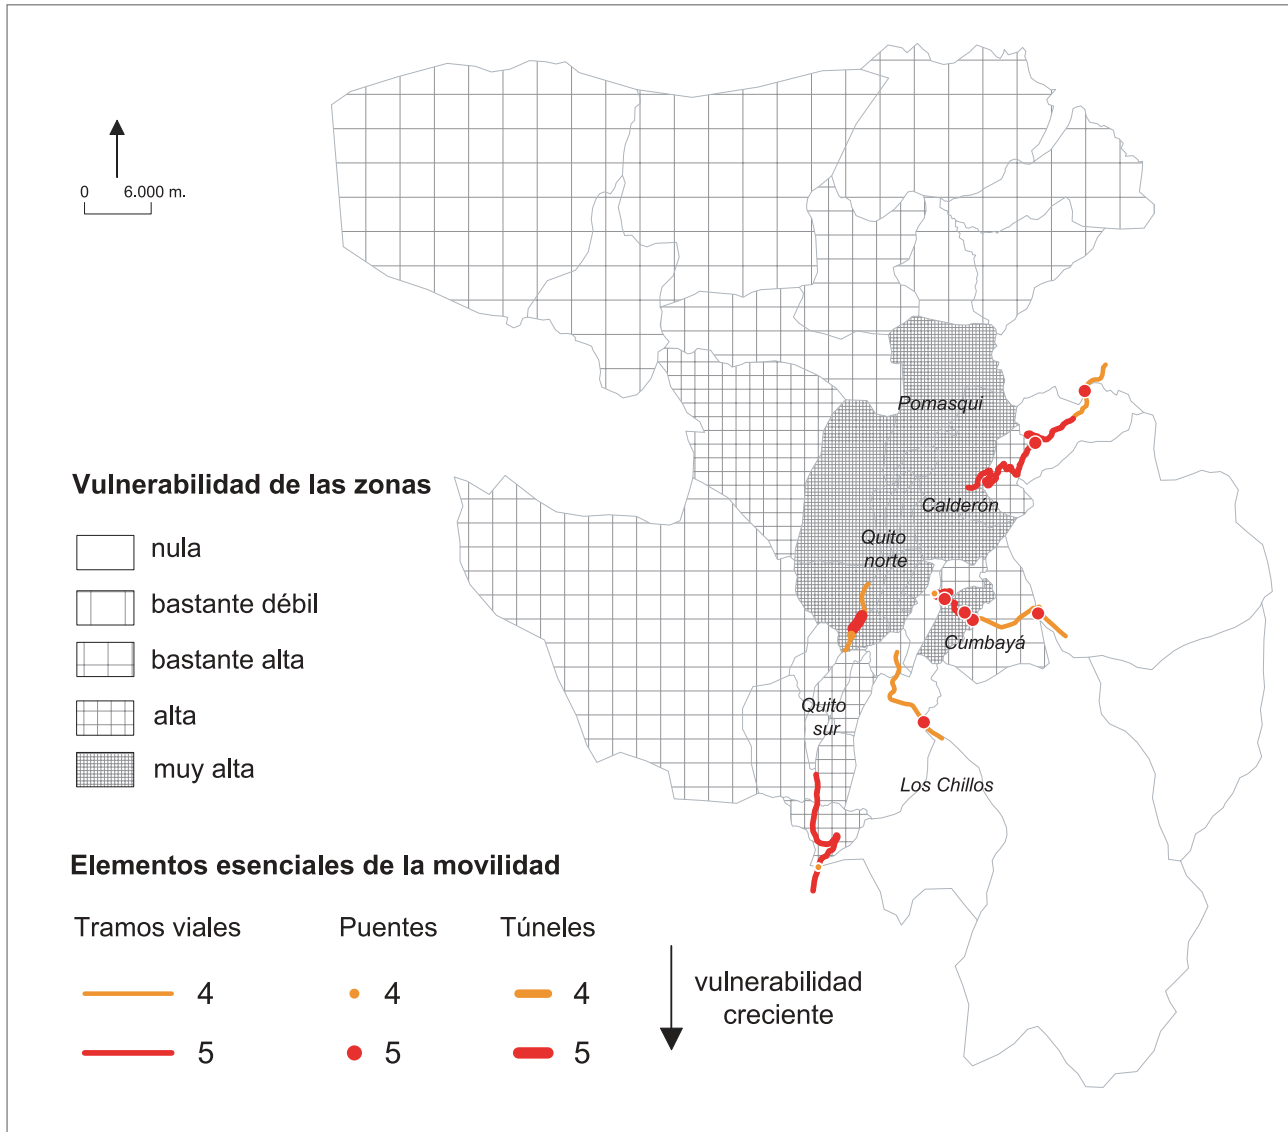 0 6.000 m.
Pomasqui
Calderón
Quito
norte
Cumbayá
Quito
sur
Los Chillos
Vulnerabilidad de las zonas
nula
bastante débil
bastante alta
alta
muy alta
Elementos esenciales de la movilidad
Tramos viales Puentes Túneles
4 4 4
5 5 5
vulnerabilidad
creciente